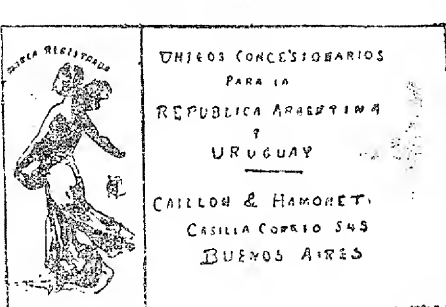 MARCA REGISTRADA
UNICOS CONCESIONARIOS
PARA LA
REPUBLICA ARGENTINA
Y
URUGUAY
CAILLON & HAMONET.
CASILLA CORREO 545
BUENOS AIRES